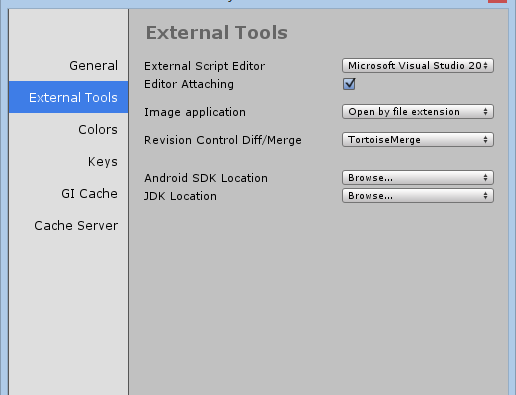 External Tools
General
External Tools
Colors
Keys
GI Cache
Cache Server
External Script Editor Microsoft Visual Studio 20
Editor Attaching
Image application Open by file extension
Revision Control Diff/Merge TortoiseMerge
Android SDK Location Browse...
JDK Location Browse...